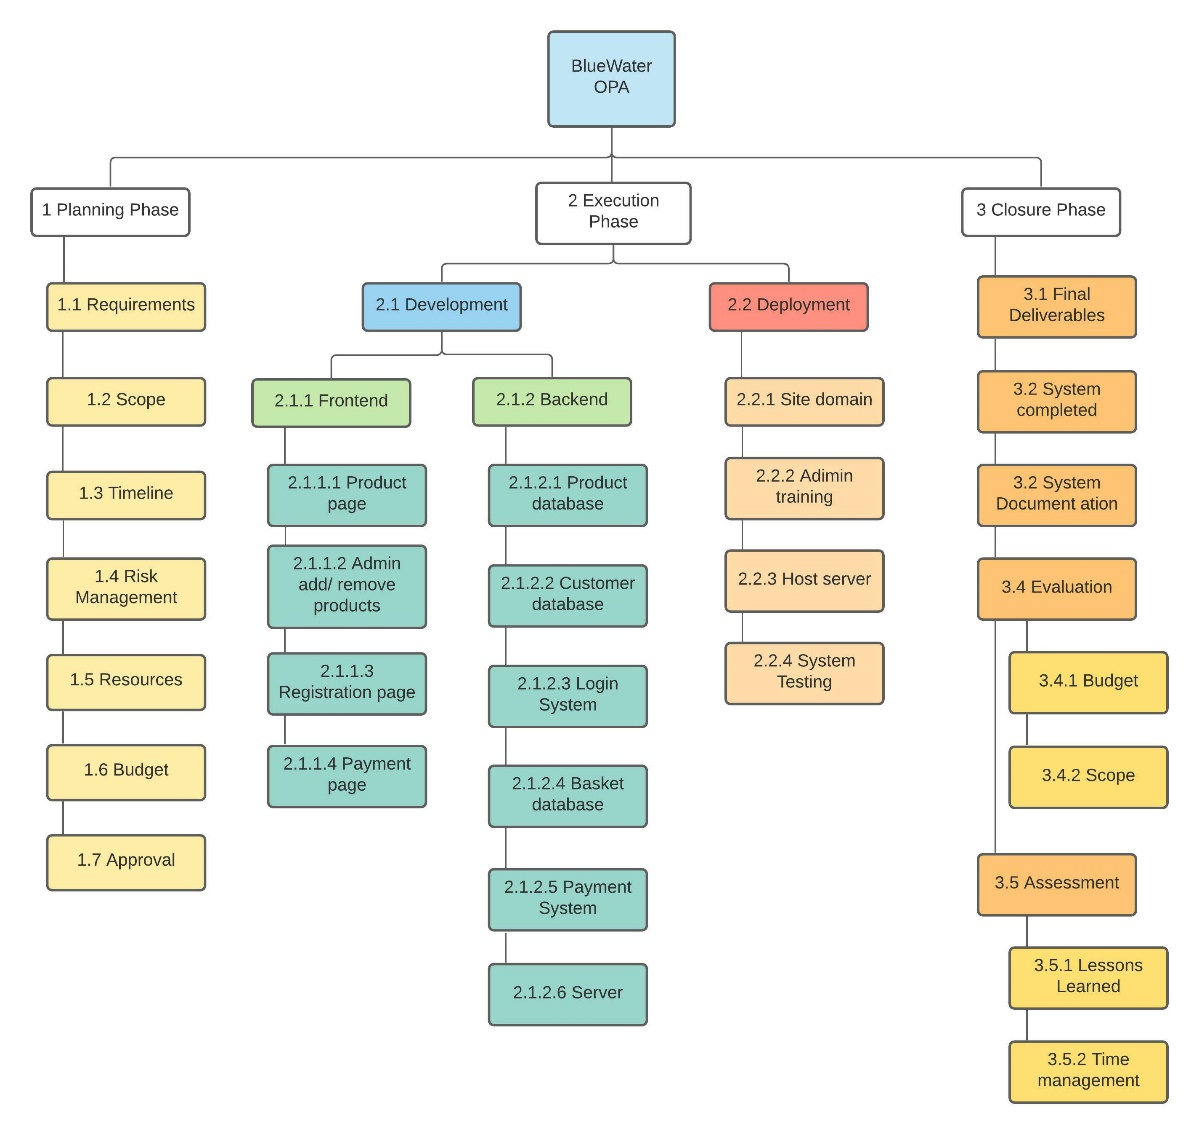 BlueWater
OPA
1 Planning Phase
1.1 Requirements
1.2 Scope
1.3 Timeline
1.4 Risk
Management
1.5 Resources
1.6 Budget
1.7 Approval
2 Execution
Phase
2.1 Development
2.1.1 Frontend
2.1.1.1 Product
page
2.1.1.2 Admin
add/ remove
products
2.1.1.3
Registration page
2.1.1.4 Payment
page
2.1.2 Backend
2.1.2.1 Product
database
2.1.2.2 Customer
database
2.1.2.3 Login
System
2.1.2.4 Basket
database
2.1.2.5 Payment
System
2.1.2.6 Server
2.2 Deployment
2.2.1 Site domain
2.2.2 Adimin
training
2.2.3 Host server
2.2.4 System
Testing
3 Closure Phase
3.1 Final
Deliverables
3.2 System
completed
3.2 System
Document ation
3.4 Evaluation
3.4.1 Budget
3.4.2 Scope
3.5 Assessment
3.5.1 Lessons
Learned
3.5.2 Time
management